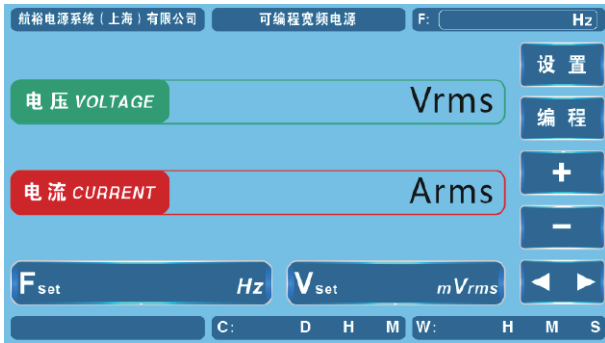 航裕电源系统(上海)有限公司 可编程宽频电源 F: Hz
设 置
电 压 VOLTAGE Vrms
编 程
+
电 流 CURRENT Arms
−
Fset Hz Vset mVrms ◀ ▶
C: D H M W: H M S